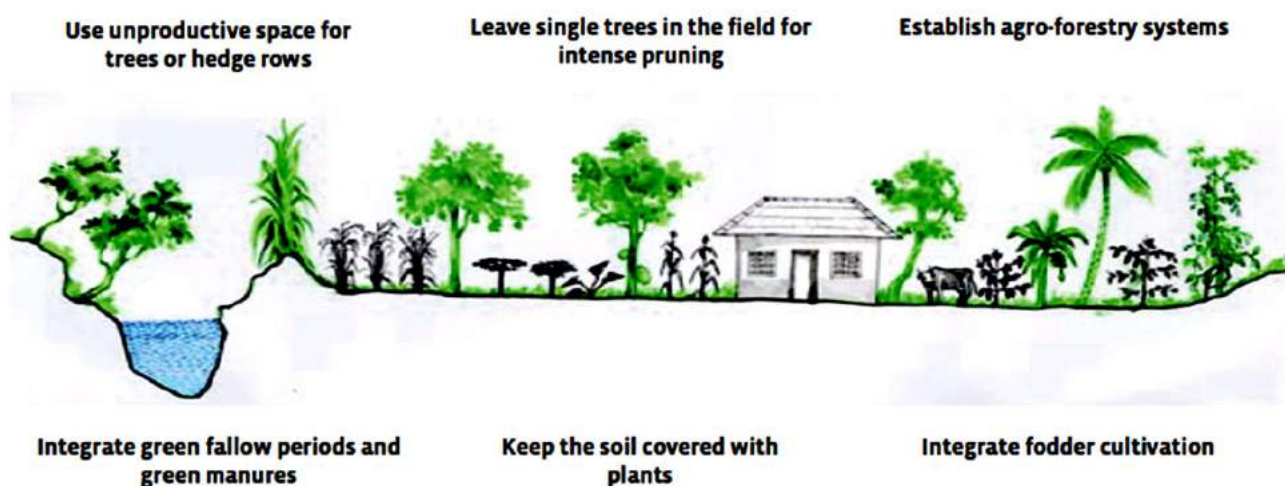 Use unproductive space for
trees or hedge rows
Leave single trees in the field for
intense pruning
Establish agro-forestry systems
Integrate green fallow periods and
green manures
Keep the soil covered with
plants
Integrate fodder cultivation